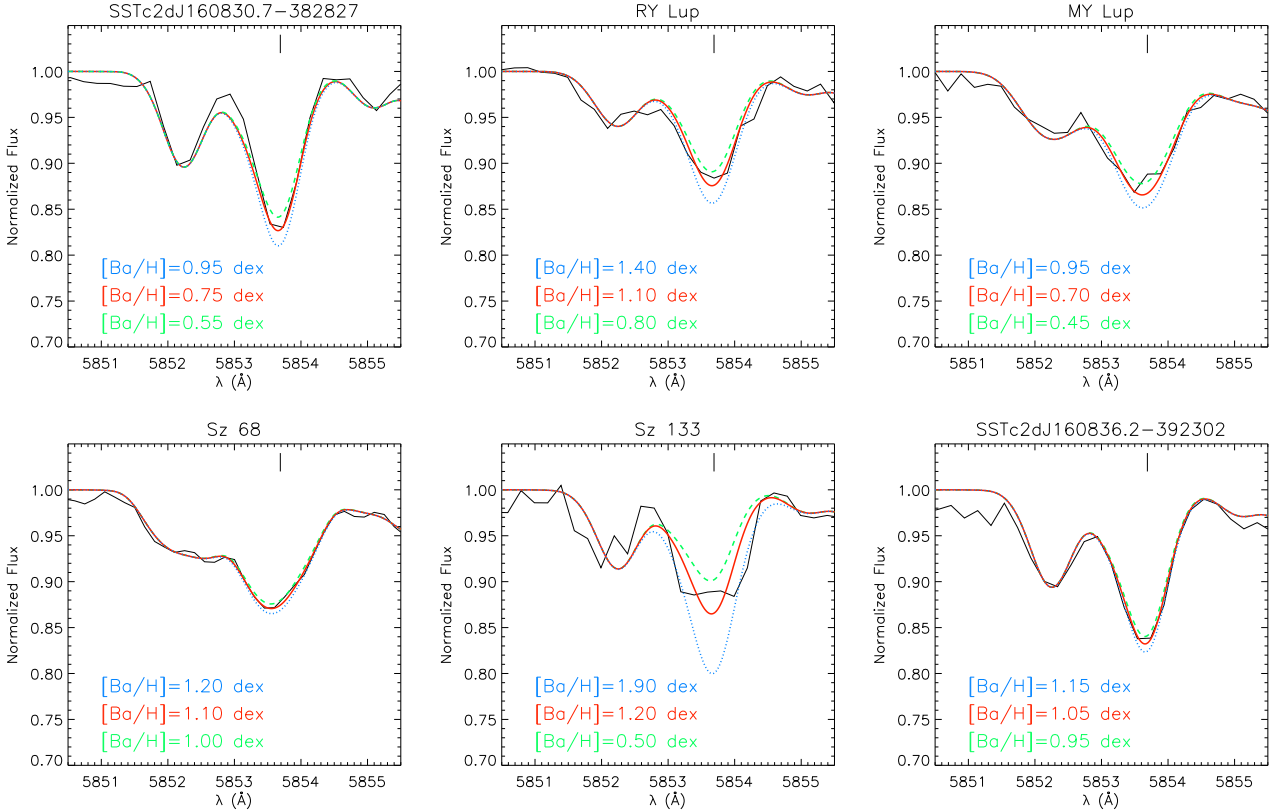 SSTc2dJ160830.7−382827
RY Lup
MY Lup
Normalized Flux
1.00
0.95
0.90
0.85
0.80
0.75
0.70
[Ba/H]=0.95 dex
[Ba/H]=0.75 dex
[Ba/H]=0.55 dex
5851 5852 5853 5854 5855
λ (Å)
Normalized Flux
1.00
0.95
0.90
0.85
0.80
0.75
0.70
[Ba/H]=1.40 dex
[Ba/H]=1.10 dex
[Ba/H]=0.80 dex
5851 5852 5853 5854 5855
λ (Å)
Normalized Flux
1.00
0.95
0.90
0.85
0.80
0.75
0.70
[Ba/H]=0.95 dex
[Ba/H]=0.70 dex
[Ba/H]=0.45 dex
5851 5852 5853 5854 5855
λ (Å)
Sz 68
Sz 133
SSTc2dJ160836.2−392302
Normalized Flux
1.00
0.95
0.90
0.85
0.80
0.75
0.70
[Ba/H]=1.20 dex
[Ba/H]=1.10 dex
[Ba/H]=1.00 dex
5851 5852 5853 5854 5855
λ (Å)
Normalized Flux
1.00
0.95
0.90
0.85
0.80
0.75
0.70
[Ba/H]=1.90 dex
[Ba/H]=1.20 dex
[Ba/H]=0.50 dex
5851 5852 5853 5854 5855
λ (Å)
Normalized Flux
1.00
0.95
0.90
0.85
0.80
0.75
0.70
[Ba/H]=1.15 dex
[Ba/H]=1.05 dex
[Ba/H]=0.95 dex
5851 5852 5853 5854 5855
λ (Å)